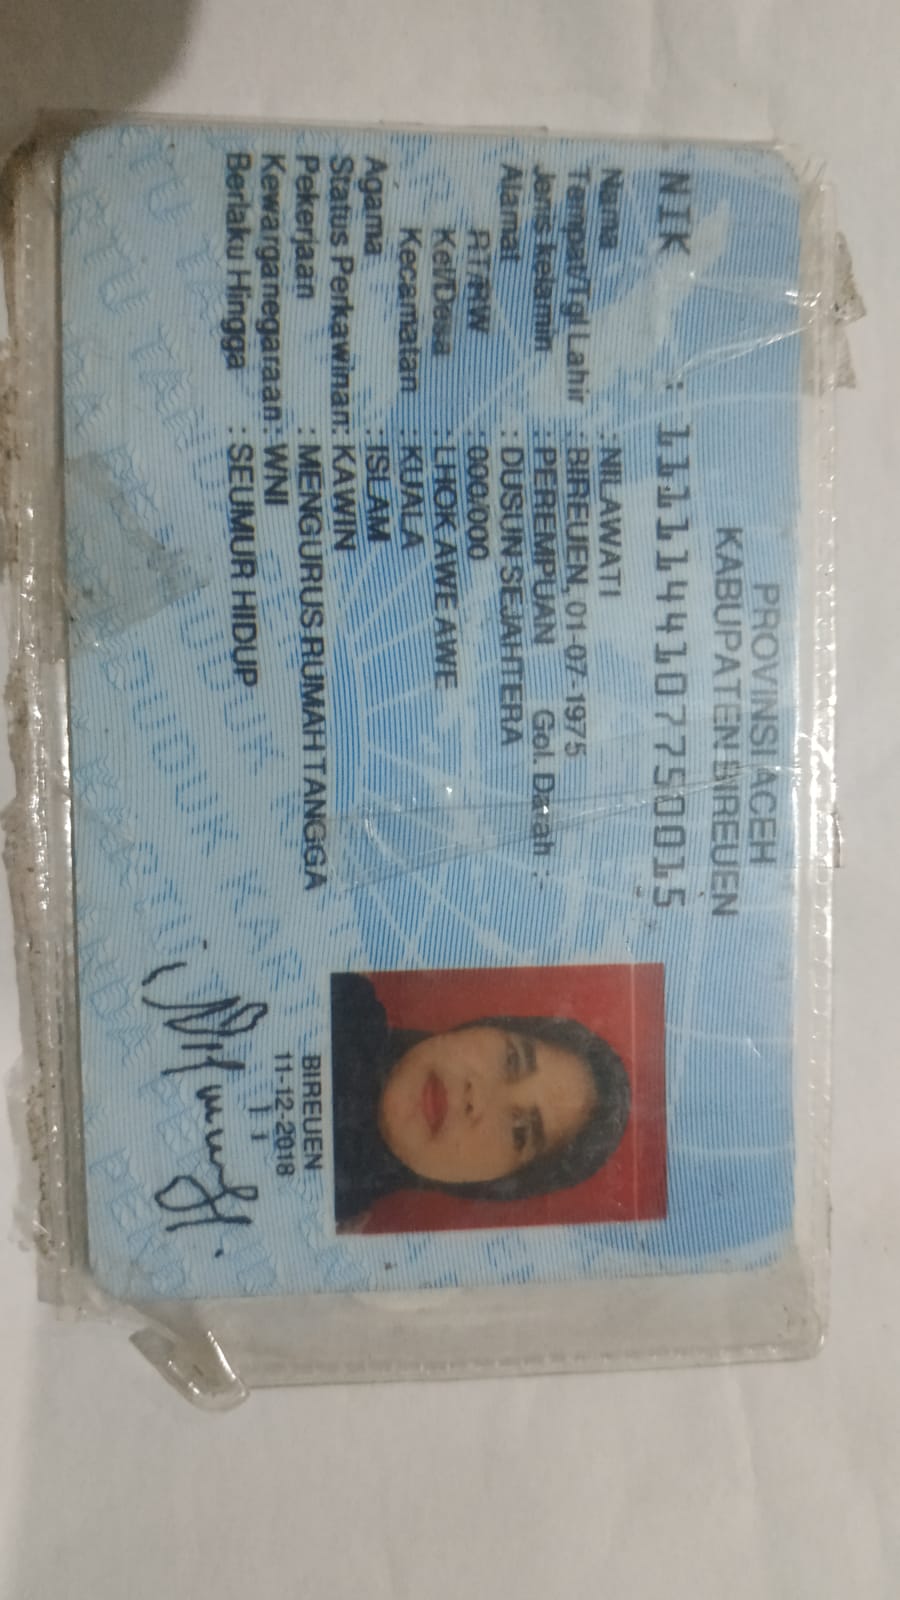 PROVINSI ACEH
KABUPATEN BIREUEN
NIK : 1111144107750015
Nama : NILAWATI
Tempat/Tgl Lahir : BIREUEN, 01-07-1975
Jenis kelamin : PEREMPUAN Gol. Darah : -
Alamat : DUSUN SEJAHTERA
RT/RW : 000/000
Kel/Desa : LHOK AWE AWE
Kecamatan : KUALA
Agama : ISLAM
Status Perkawinan: KAWIN
Pekerjaan : MENGURUS RUMAH TANGGA
Kewarganegaraan: WNI
Berlaku Hingga : SEUMUR HIDUP
BIREUEN
11-12-2018